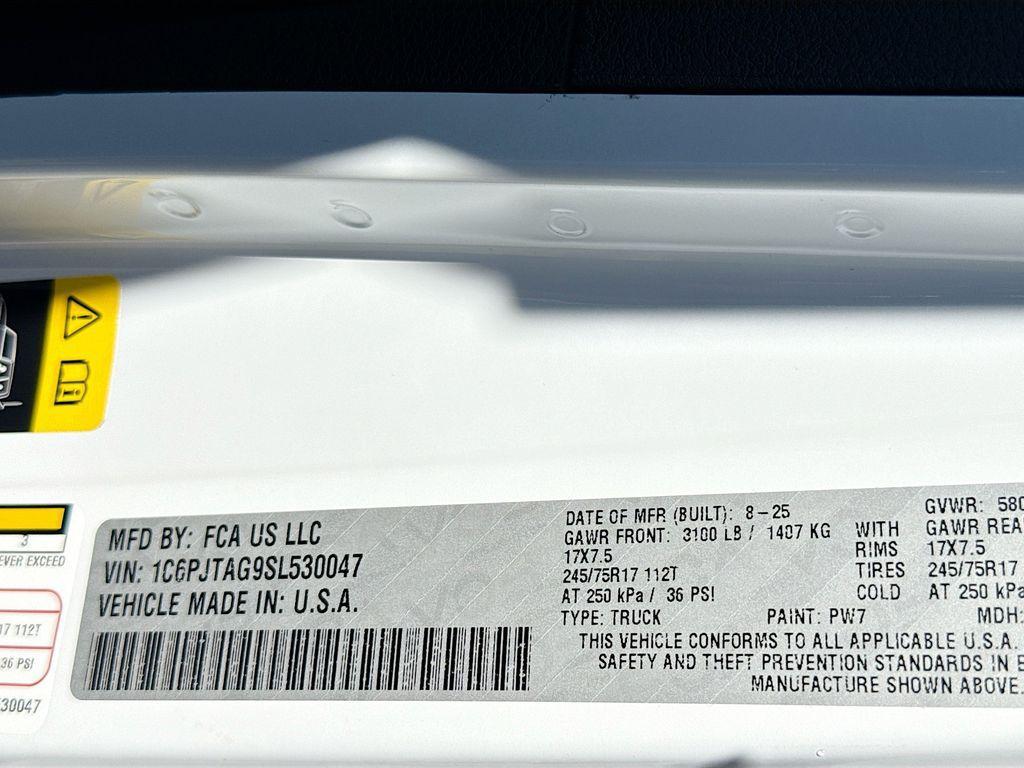 MFD BY: FCA US LLC
VIN: 1C6PJTAG9SL530047
VEHICLE MADE IN: U.S.A.
DATE OF MFR (BUILT): 8-25
GAWR FRONT: 3100 LB / 1407 KG
17X7.5
245/75R17 112T
AT 250 kPa / 36 PSI
TYPE: TRUCK PAINT: PW7 MDH:
WITH
RIMS
TIRES
COLD
GVWR: 580
GAWR REA
17X7.5
245/75R17
AT 250 kPa
THIS VEHICLE CONFORMS TO ALL APPLICABLE U.S.A.
SAFETY AND THEFT PREVENTION STANDARDS IN E
MANUFACTURE SHOWN ABOVE.
3
EVER EXCEED
17 112T
36 PSI
530047